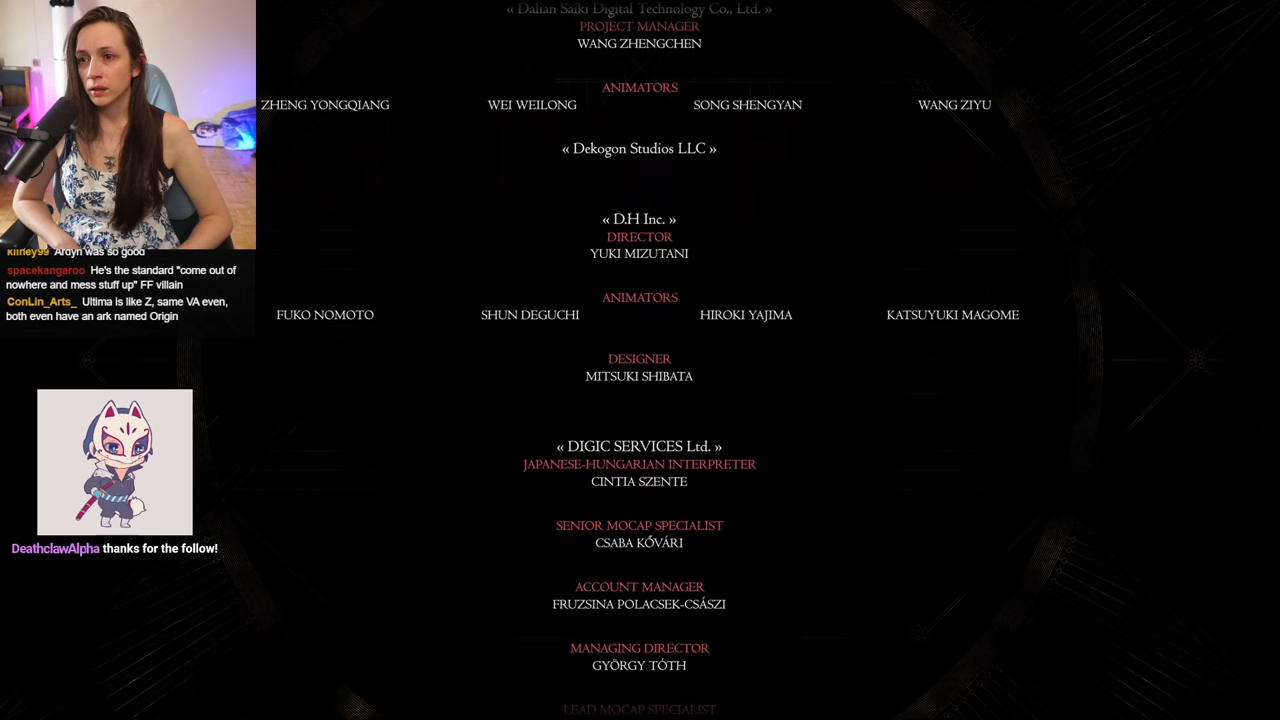 « Dalian Saiki Digital Technology Co., Ltd. »
PROJECT MANAGER
WANG ZHENGCHEN
ANIMATORS
ZHENG YONGQIANG WEI WEILONG SONG SHENGYAN WANG ZIYU
« Dekogon Studios LLC »
« D.H Inc. »
DIRECTOR
YUKI MIZUTANI
ANIMATORS
FUKO NOMOTO SHUN DEGUCHI HIROKI YAJIMA KATSUYUKI MAGOME
DESIGNER
MITSUKI SHIBATA
« DIGIC SERVICES Ltd. »
JAPANESE-HUNGARIAN INTERPRETER
CINTIA SZENTE
SENIOR MOCAP SPECIALIST
CSABA KŐVÁRI
ACCOUNT MANAGER
FRUZSINA POLACSEK-CSÁSZI
MANAGING DIRECTOR
GYÖRGY TÓTH
LEAD MOCAP SPECIALIST
Ardyn was so good
spacekangaroo He's the standard "come out of
nowhere and mess stuff up" FF villain
ConLin_Arts_ Ultima is like Z, same VA even,
both even have an ark named Origin
DeathclawAlpha thanks for the follow!